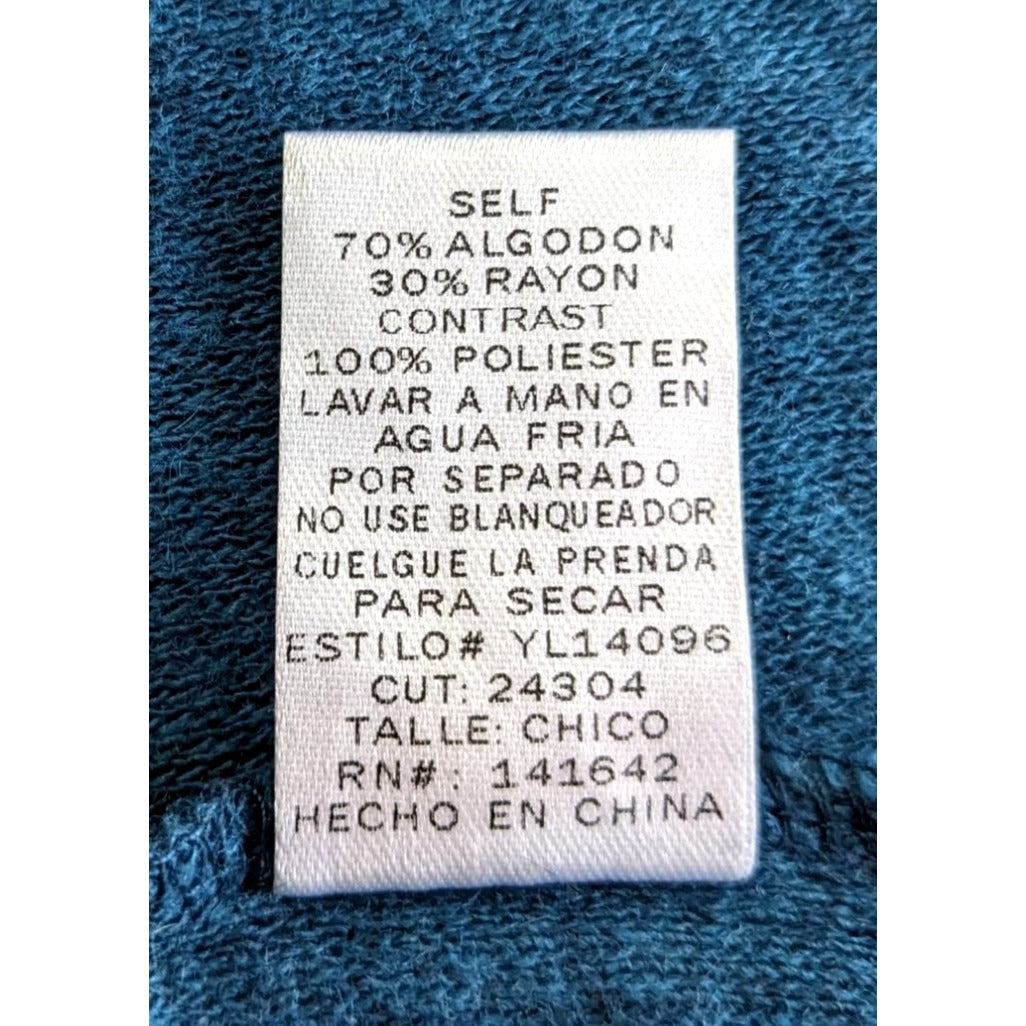 SELF
70% ALGODON
30% RAYON
CONTRAST
100% POLIESTER
LAVAR A MANO EN
AGUA FRIA
POR SEPARADO
NO USE BLANQUEADOR
CUELGUE LA PRENDA
PARA SECAR
ESTILO# YL14096
CUT: 24304
TALLE: CHICO
RN#: 141642
HECHO EN CHINA